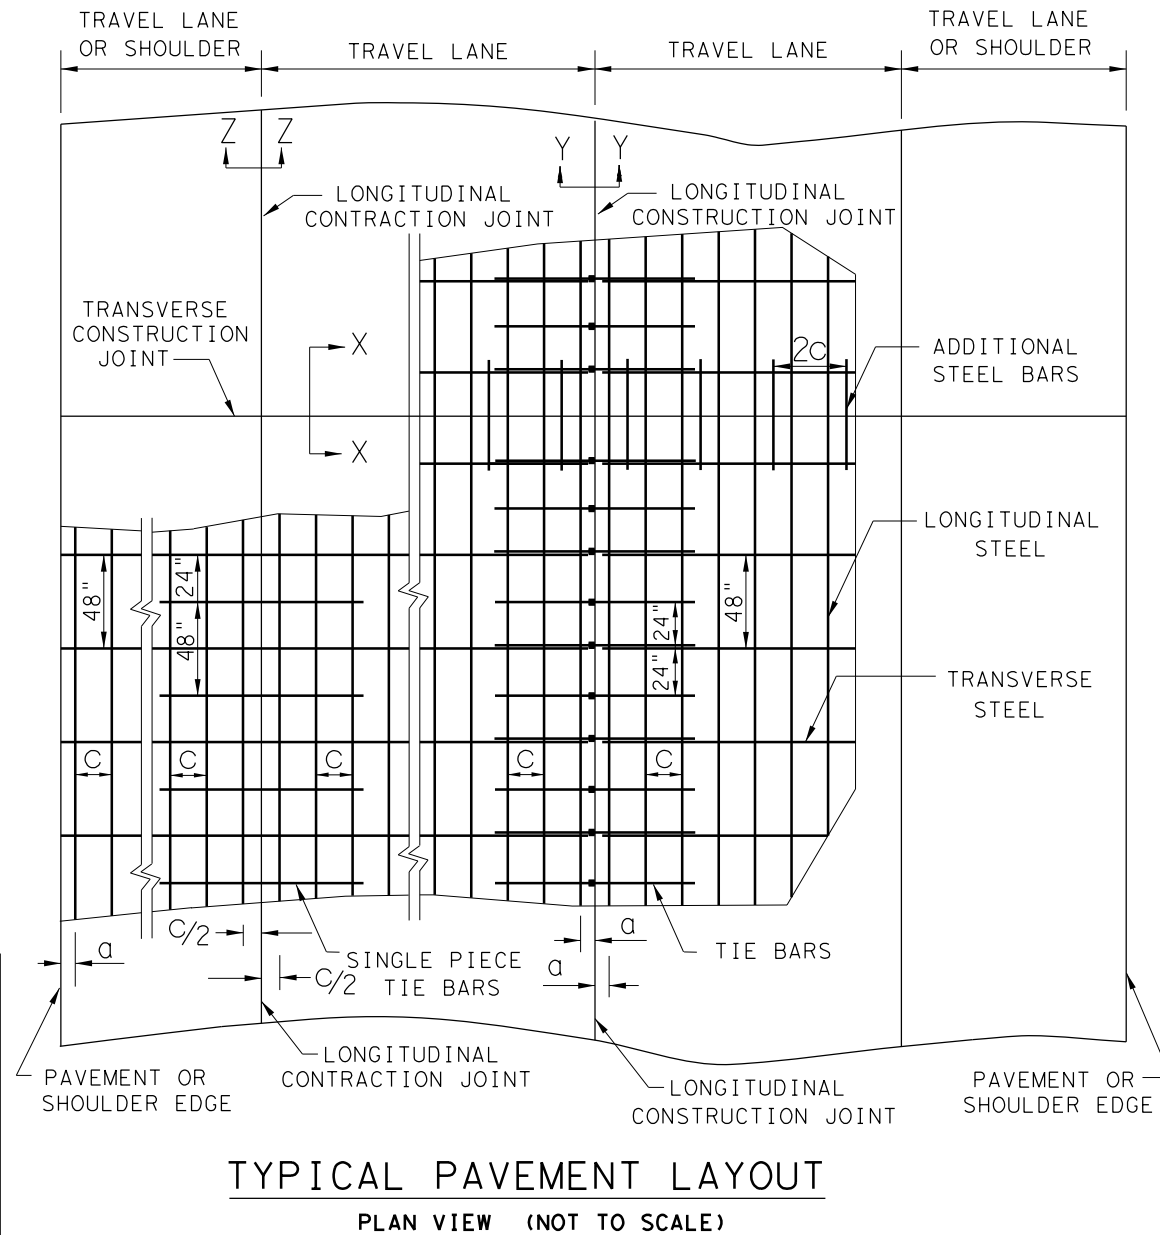 TRAVEL LANE
OR SHOULDER
TRAVEL LANE
TRAVEL LANE
TRAVEL LANE
OR SHOULDER
Z Z
Y Y
LONGITUDINAL
CONTRACTION JOINT
LONGITUDINAL
CONSTRUCTION JOINT
TRANSVERSE
CONSTRUCTION
JOINT
X
X
2C
ADDITIONAL
STEEL BARS
LONGITUDINAL
STEEL
48"
24"
48"
24"
24"
48"
TRANSVERSE
STEEL
C
C
C
C
C
C/2
a
C/2
SINGLE PIECE
TIE BARS
a
a
TIE BARS
LONGITUDINAL
CONTRACTION JOINT
PAVEMENT OR
SHOULDER EDGE
LONGITUDINAL
CONSTRUCTION JOINT
PAVEMENT OR
SHOULDER EDGE
TYPICAL PAVEMENT LAYOUT
PLAN VIEW (NOT TO SCALE)